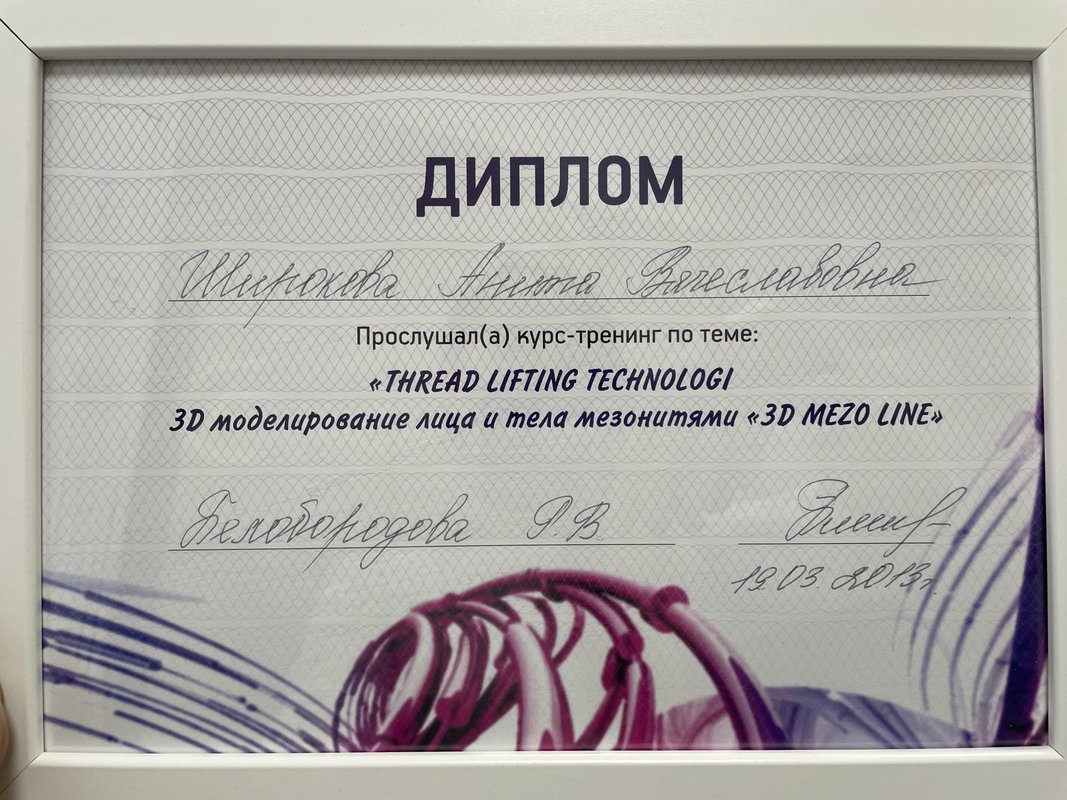 ДИПЛОМ
Широкова Анина Вячеславовна
Прослушал(а) курс-тренинг по теме:
«THREAD LIFTING TECHNOLOGI
3D моделирование лица и тела мезонитями «3D MEZO LINE»
Белобородова Р.В.
19.03.2013г.